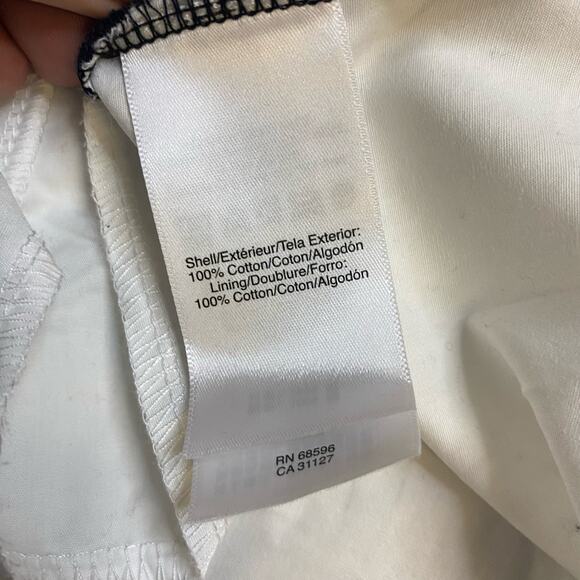 Shell/Extérieur/Tela Exterior:
100% Cotton/Coton/Algodón
Lining/Doublure/Forro:
100% Cotton/Coton/Algodón
RN 68596
CA 31127